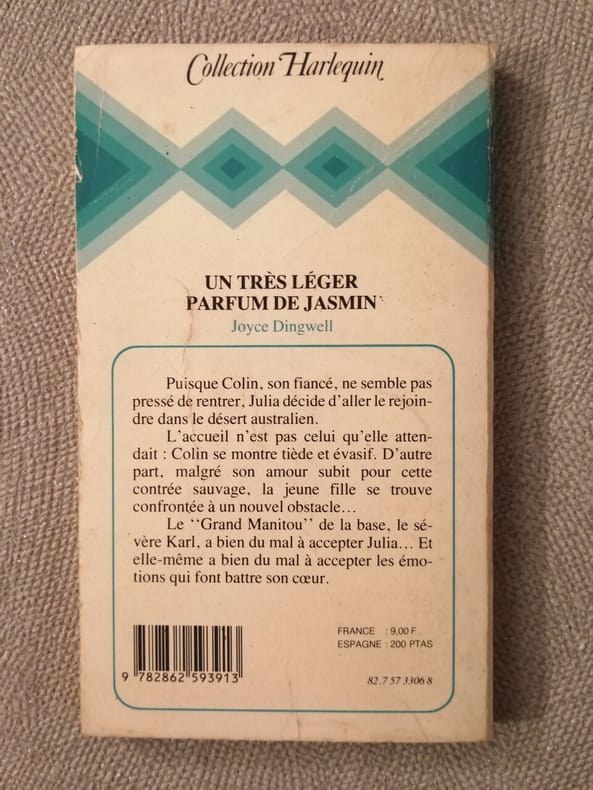 Collection Harlequin
UN TRÈS LÉGER
PARFUM DE JASMIN
Joyce Dingwell
Puisque Colin, son fiancé, ne semble pas
pressé de rentrer, Julia décide d'aller le rejoin-
dre dans le désert australien.
L'accueil n'est pas celui qu'elle atten-
dait : Colin se montre tiède et évasif. D'autre
part, malgré son amour subit pour cette
contrée sauvage, la jeune fille se trouve
confrontée à un nouvel obstacle...
Le "Grand Manitou" de la base, le sé-
vère Karl, a bien du mal à accepter Julia... Et
elle-même a bien du mal à accepter les émo-
tions qui font battre son cœur.
FRANCE : 9,00 F
ESPAGNE : 200 PTAS
9 782862 593913
82.7 57 3306 8